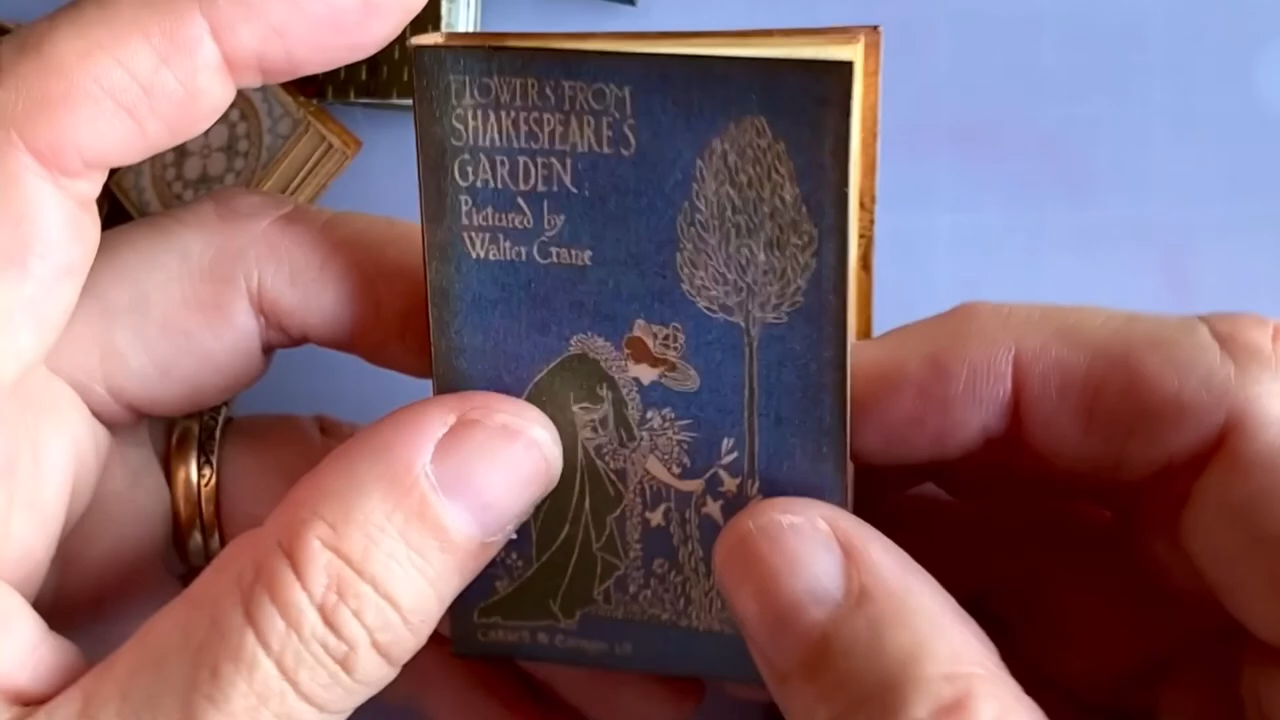 FLOWERS FROM
SHAKESPEARE'S
GARDEN:
Pictured by
Walter Crane